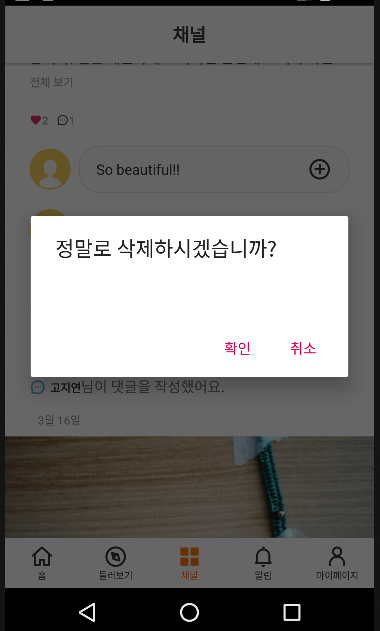 채널
전체 보기
2 1
So beautiful!!
정말로 삭제하시겠습니까?
확인 취소
고지연님이 댓글을 작성했어요.
3월 16일
홈 둘러보기 채널 알림 마이페이지